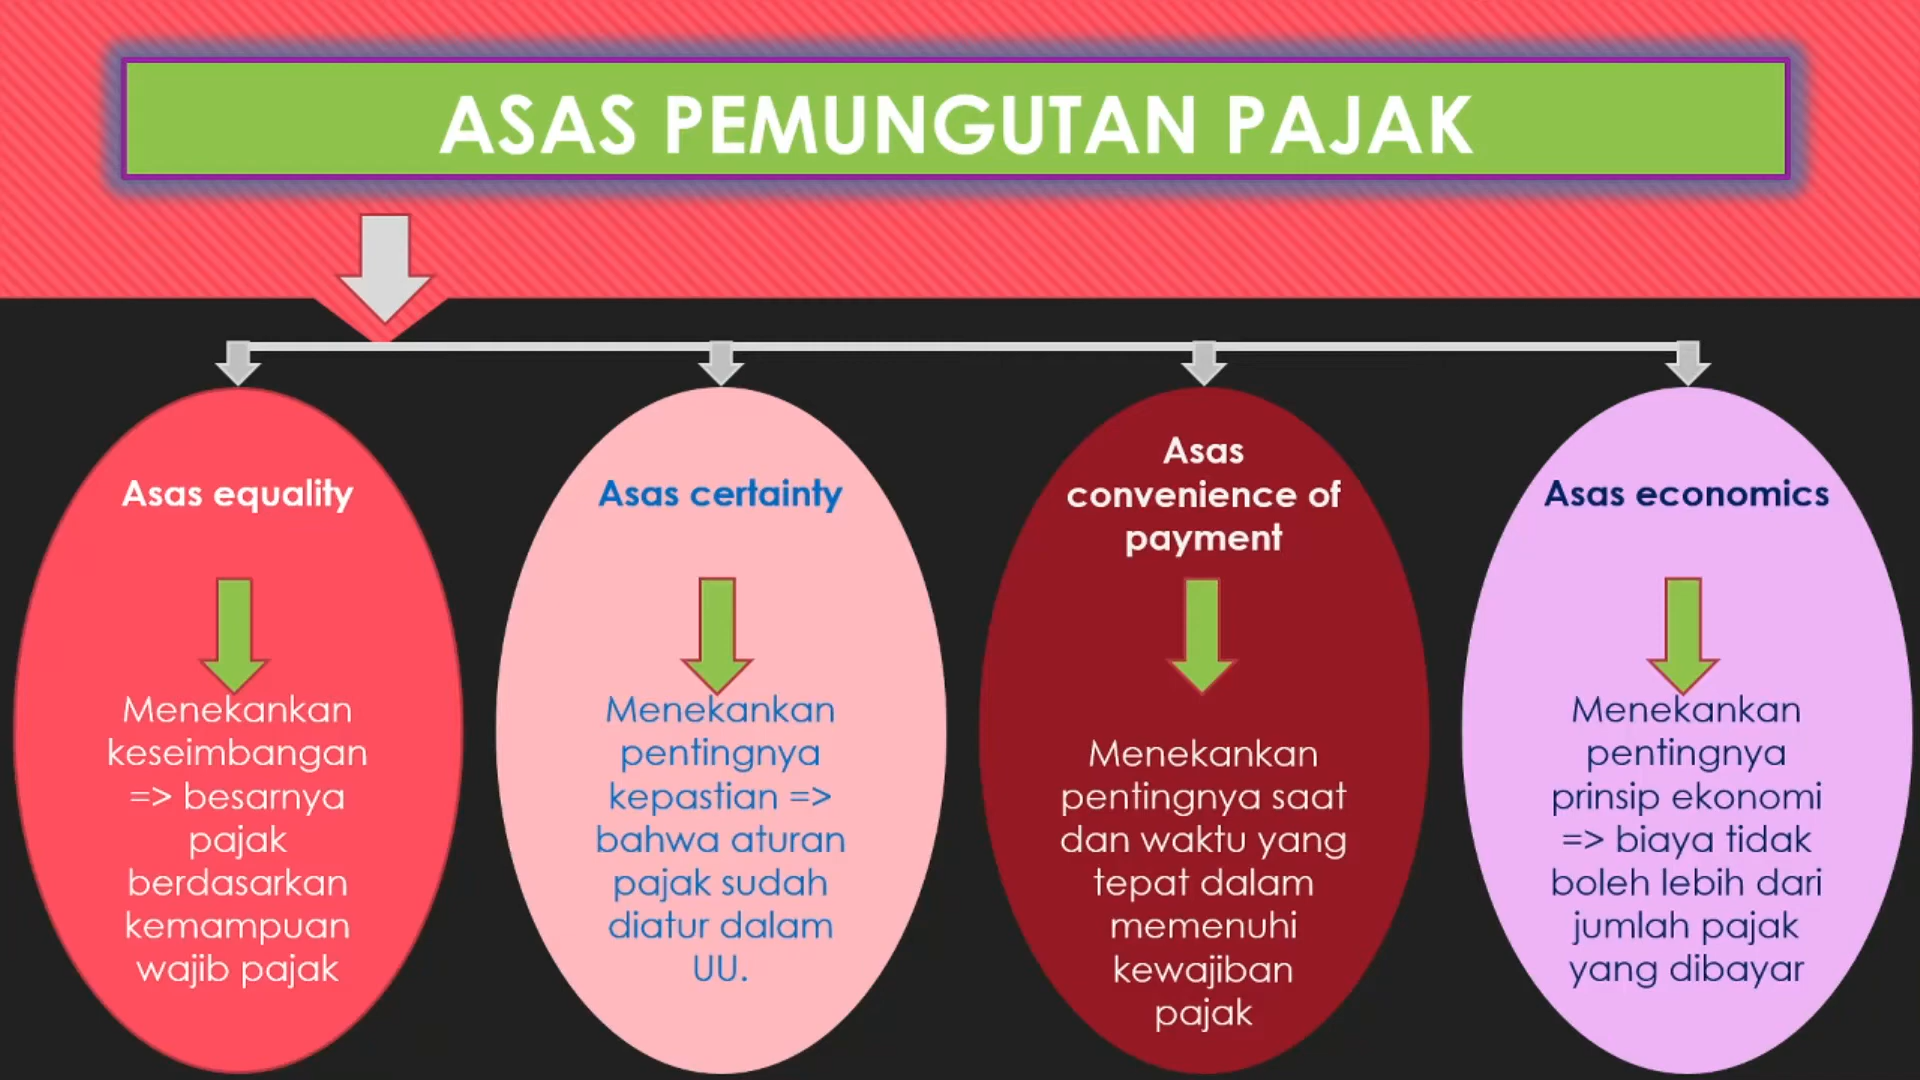 ASAS PEMUNGUTAN PAJAK
Asas equality
Menekankan
keseimbangan
=> besarnya
pajak
berdasarkan
kemampuan
wajib pajak
Asas certainty
Menekankan
pentingnya
kepastian =>
bahwa aturan
pajak sudah
diatur dalam
UU.
Asas
convenience of
payment
Menekankan
pentingnya saat
dan waktu yang
tepat dalam
memenuhi
kewajiban
pajak
Asas economics
Menekankan
pentingnya
prinsip ekonomi
=> biaya tidak
boleh lebih dari
jumlah pajak
yang dibayar